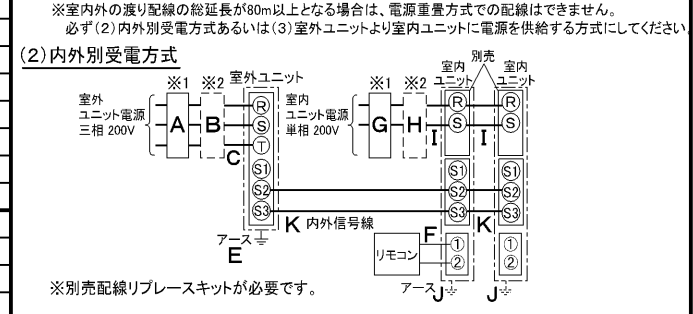 ※室内外の渡り配線の総延長が80m以上となる場合は、電源重畳方式での配線はできません。
必ず(2)内外別受電方式あるいは(3)室外ユニットより室内ユニットに電源を供給する方式にしてください。
(2)内外別受電方式
※1 ※2 室外ユニット
室外
ユニット電源
三相 200V
A B C
R
S
T
S1
S2
S3
アース
E
K 内外信号線
※1 ※2
室内
ユニット電源
単相 200V
G H
別売
室内
ユニット
室内
ユニット
I I
R R
S S
S1 S1
S2 S2
S3 K S3
リモコン F
① ①
② ②
アース J J
※別売配線リプレースキットが必要です。